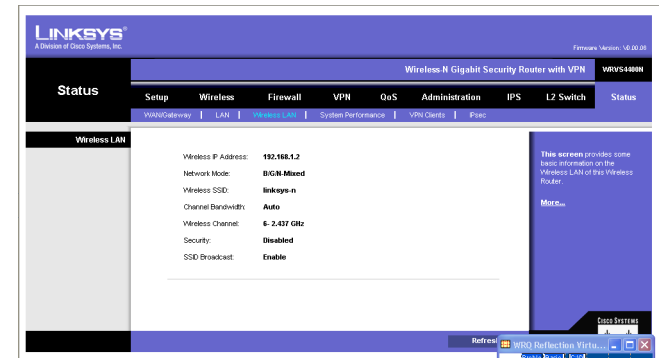 LINKSYS®
A Division of Cisco Systems, Inc.
Firmware Version: V0.00.06
Wireless-N Gigabit Security Router with VPN WRVS4400N
Status
Setup Wireless Firewall VPN QoS Administration IPS L2 Switch Status
WAN/Gateway | LAN | Wireless LAN | System Performance | VPN Clients | IPsec
Wireless LAN
Wireless IP Address: 192.168.1.2
Network Mode: B/G/N-Mixed
Wireless SSID: linksys-n
Channel Bandwidth: Auto
Wireless Channel: 6- 2.437 GHz
Security: Disabled
SSID Broadcast: Enable
This screen provides some
basic information on the
Wireless LAN of this Wireless
Router.
More...
CISCO SYSTEMS
WRQ Reflection Virtu...